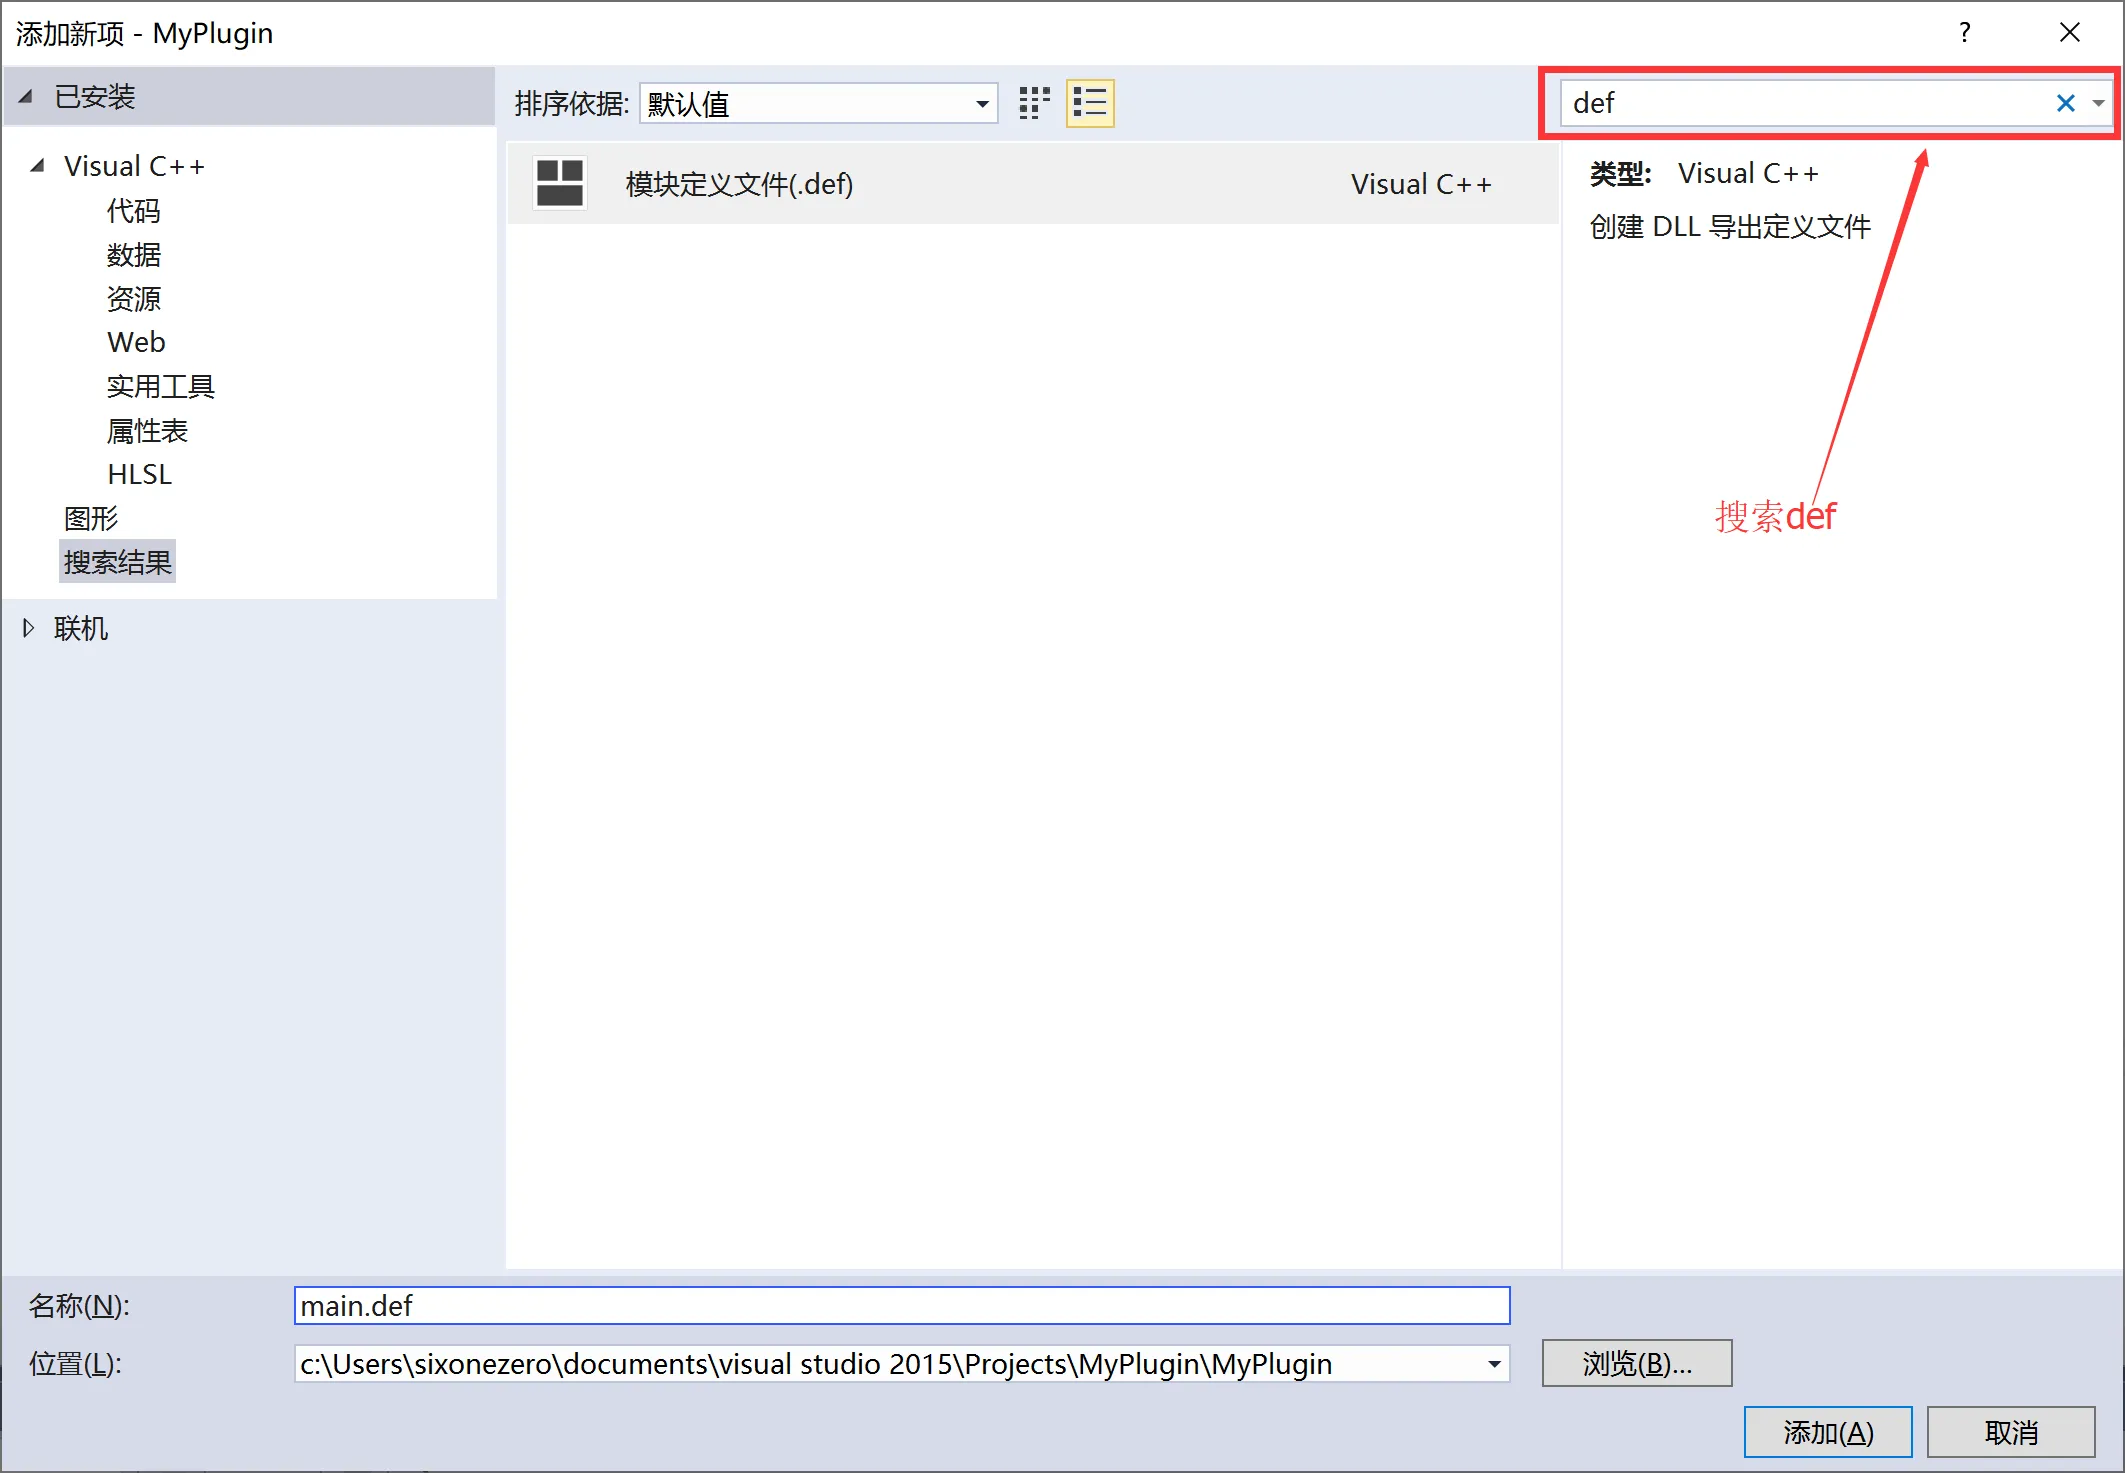 添加新项 - MyPlugin
?
已安装
Visual C++
代码
数据
资源
Web
实用工具
属性表
HLSL
图形
搜索结果
联机
排序依据: 默认值
def
模块定义文件(.def) Visual C++
类型: Visual C++
创建 DLL 导出定义文件
搜索def
名称(N): main.def
位置(L): c:\Users\sixonezero\documents\visual studio 2015\Projects\MyPlugin\MyPlugin
浏览(B)...
添加(A) 取消